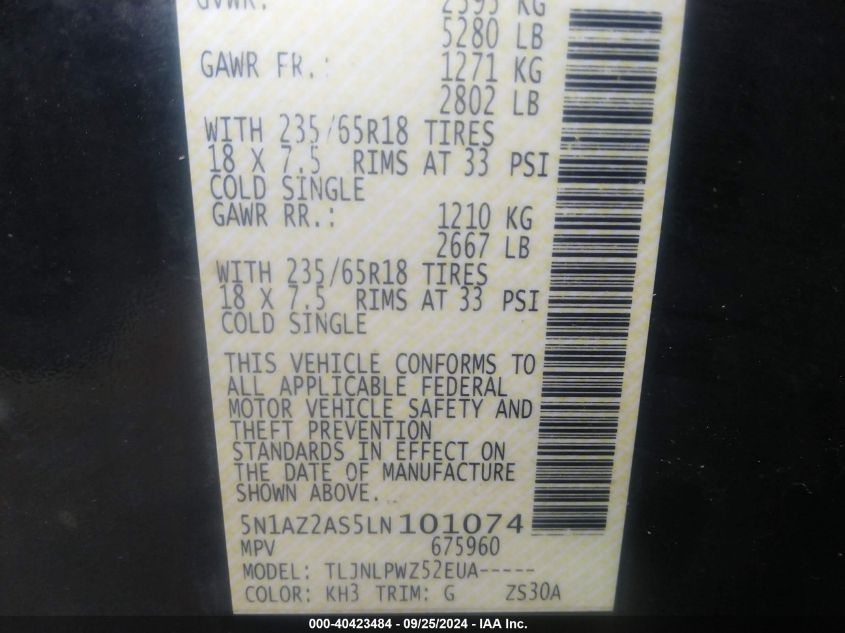 GVWR: 2395 KG
5280 LB
GAWR FR.: 1271 KG
2802 LB
WITH 235/65R18 TIRES
18 X 7.5 RIMS AT 33 PSI
COLD SINGLE
GAWR RR.: 1210 KG
2667 LB
WITH 235/65R18 TIRES
18 X 7.5 RIMS AT 33 PSI
COLD SINGLE
THIS VEHICLE CONFORMS TO
ALL APPLICABLE FEDERAL
MOTOR VEHICLE SAFETY AND
THEFT PREVENTION
STANDARDS IN EFFECT ON
THE DATE OF MANUFACTURE
SHOWN ABOVE.
5N1AZ2AS5LN101074
MPV 675960
MODEL: TLJNLPWZ52EUA-----
COLOR: KH3 TRIM: G ZS30A
000-40423484 - 09/25/2024 - IAA Inc.